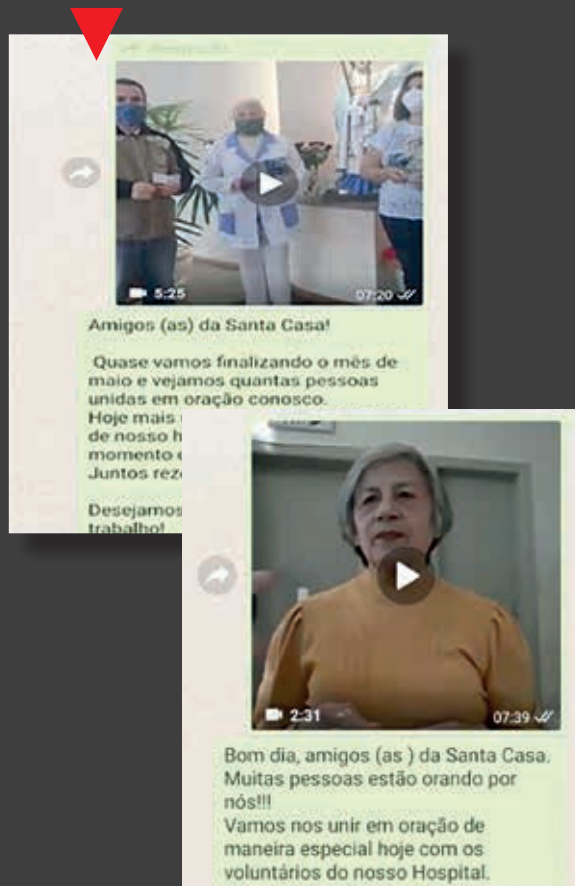 5:25
07:20
Amigos (as) da Santa Casa!
Quase vamos finalizando o mês de
maio e vejamos quantas pessoas
unidas em oração conosco.
Hoje mais
de nosso
momento
Juntos
Desejamos
trabalho!
2:31
07:39
Bom dia, amigos (as ) da Santa Casa.
Muitas pessoas estão orando por
nós!!!
Vamos nos unir em oração de
maneira especial hoje com os
voluntários do nosso Hospital.